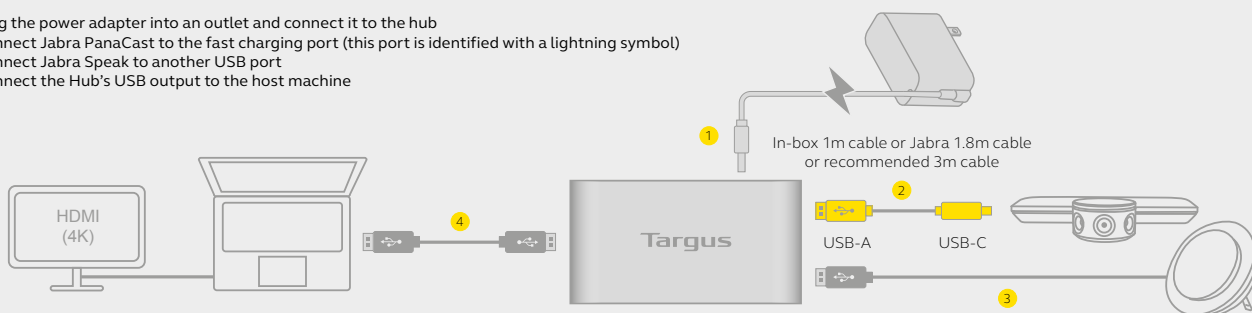 the power adapter into an outlet and connect it to the hub
Jabra PanaCast to the fast charging port (this port is identified with a lightning symbol)
Jabra Speak to another USB port
the Hub's USB output to the host machine
1
In-box 1m cable or Jabra 1.8m cable
or recommended 3m cable
HDMI
(4K)
4
Targus
2
USB-A
USB-C
3